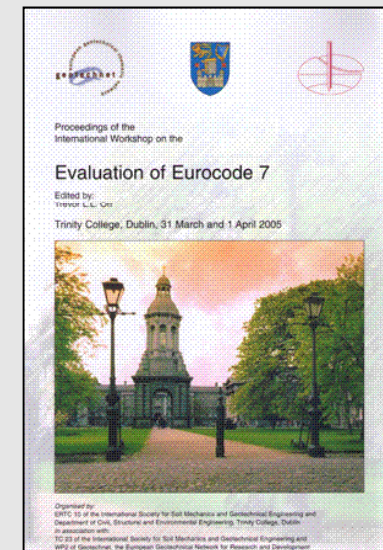 geotechnet
Proceedings of the
International Workshop on the
Evaluation of Eurocode 7
Edited by:
Trevor L.L. Orr
Trinity College, Dublin, 31 March and 1 April 2005
Organised by:
ERTC 10 of the International Society for Soil Mechanics and Geotechnical Engineering and
Department of Civil, Structural and Environmental Engineering, Trinity College, Dublin
in association with:
TC 23 of the International Society for Soil Mechanics and Geotechnical Engineering and
WP2 of Geotechnet, the European Geotechnical Network for Research and Development